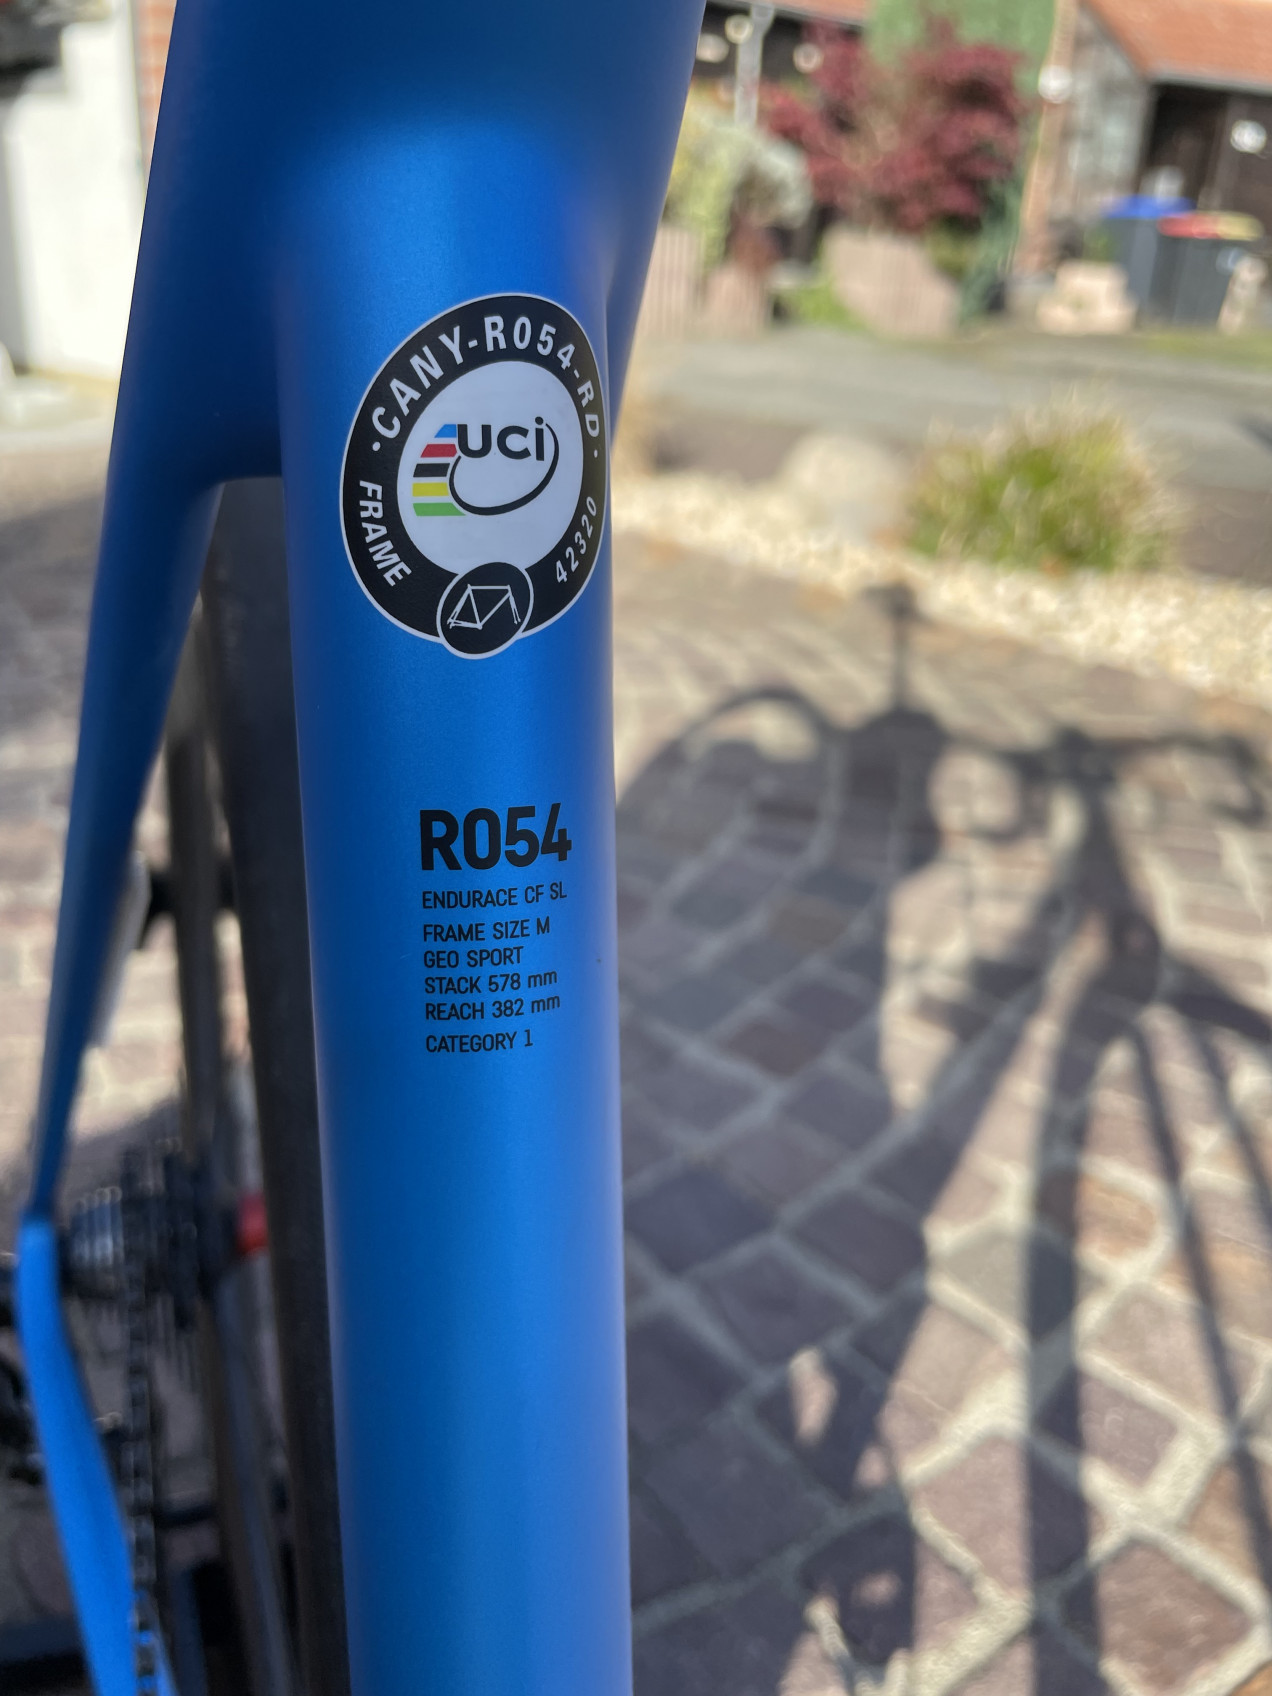 ·CANY-R054-RD·
uci
FRAME
42320
R054
ENDURACE CF SL
FRAME SIZE M
GEO SPORT
STACK 578 mm
REACH 382 mm
CATEGORY 1